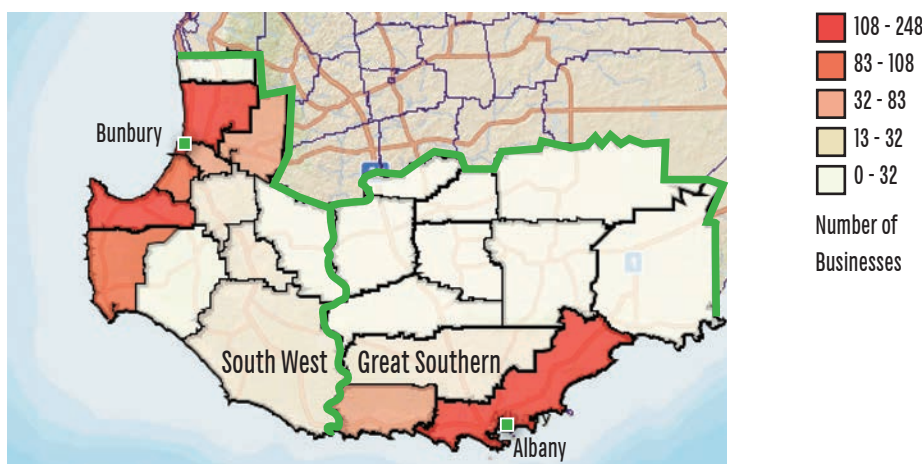 108 - 248
83 - 108
32 - 83
13 - 32
0 - 32
Number of
Businesses
Bunbury
South West
Great Southern
Albany
1